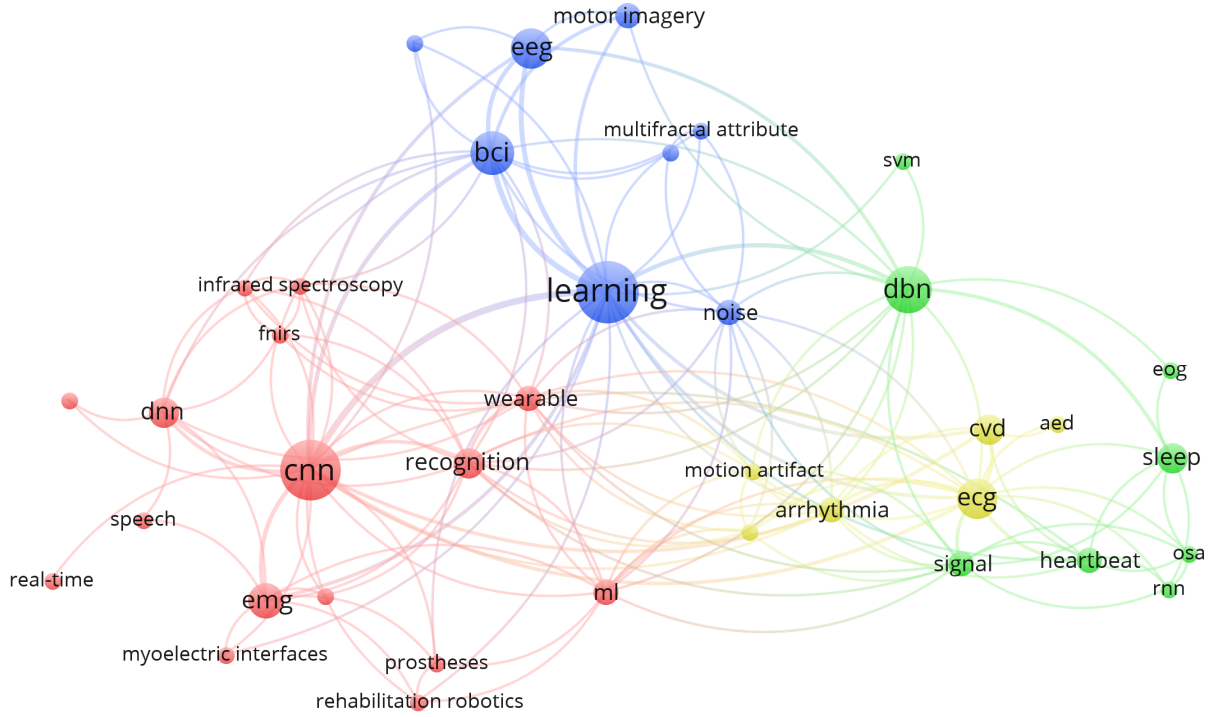 motor imagery
eeg
multifractal attribute
bci
svm
infrared spectroscopy
learning
dbn
noise
fnirs
eog
wearable
dnn
cvd
aed
cnn
recognition
motion artifact
sleep
ecg
arrhythmia
speech
signal
heartbeat
osa
real-time
emg
ml
rnn
myoelectric interfaces
prostheses
rehabilitation robotics